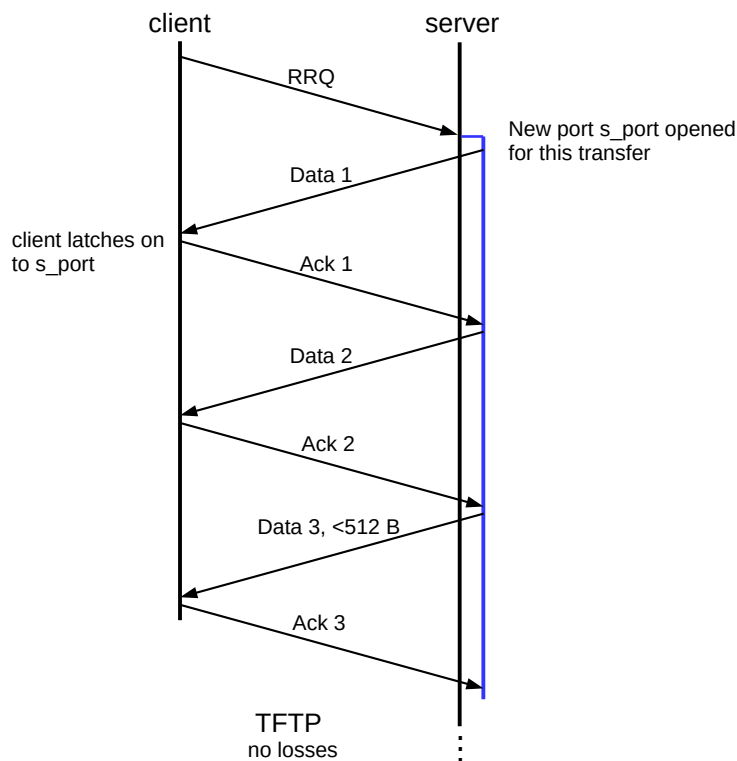 client
server
RRQ
New port s_port opened
for this transfer
Data 1
client latches on
to s_port
Ack 1
Data 2
Ack 2
Data 3, <512 B
Ack 3
TFTP
no losses